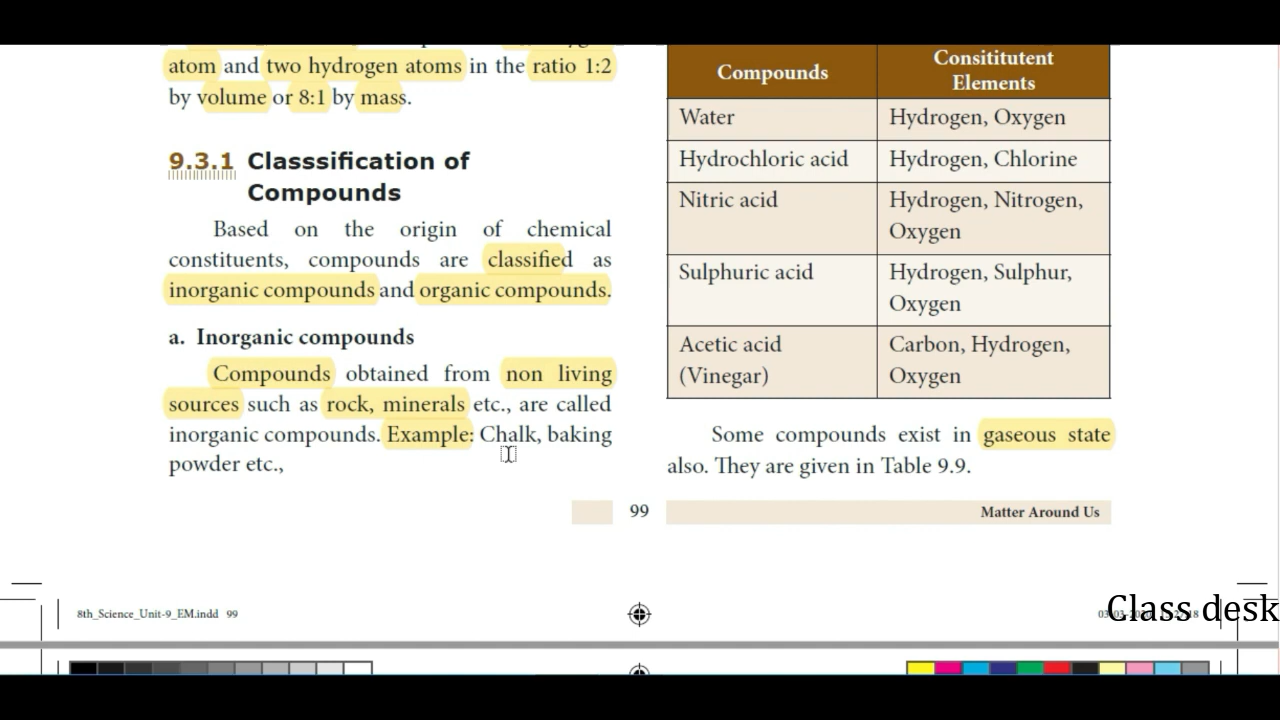 atom and two hydrogen atoms in the ratio 1:2
by volume or 8:1 by mass.
9.3.1 Classsification of
Compounds
Based on the origin of chemical
constituents, compounds are classified as
inorganic compounds and organic compounds.
a. Inorganic compounds
Compounds obtained from non living
sources such as rock, minerals etc., are called
inorganic compounds. Example: Chalk, baking
powder etc.,
Compounds
Consititutent
Elements
Water
Hydrogen, Oxygen
Hydrochloric acid
Hydrogen, Chlorine
Nitric acid
Hydrogen, Nitrogen,
Oxygen
Sulphuric acid
Hydrogen, Sulphur,
Oxygen
Acetic acid
(Vinegar)
Carbon, Hydrogen,
Oxygen
Some compounds exist in gaseous state
also. They are given in Table 9.9.
99
Matter Around Us
8th_Science_Unit-9_EM.indd 99
Class desk